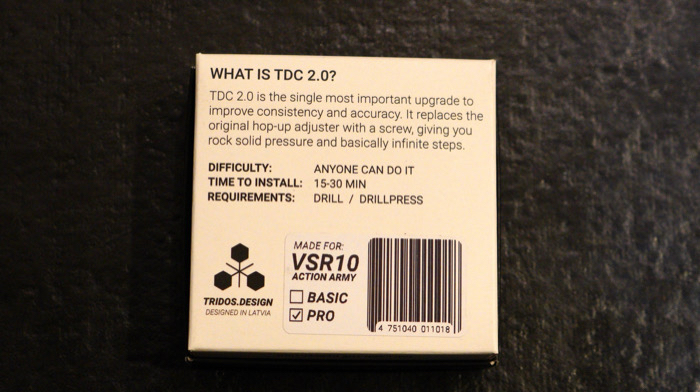 WHAT IS TDC 2.0?
TDC 2.0 is the single most important upgrade to
improve consistency and accuracy. It replaces the
original hop-up adjuster with a screw, giving you
rock solid pressure and basically infinite steps.
DIFFICULTY: ANYONE CAN DO IT
TIME TO INSTALL: 15-30 MIN
REQUIREMENTS: DRILL / DRILLPRESS
TRIDOS.DESIGN
DESIGNED IN LATVIA
MADE FOR:
VSR10
ACTION ARMY
BASIC
PRO
4 751040 011018